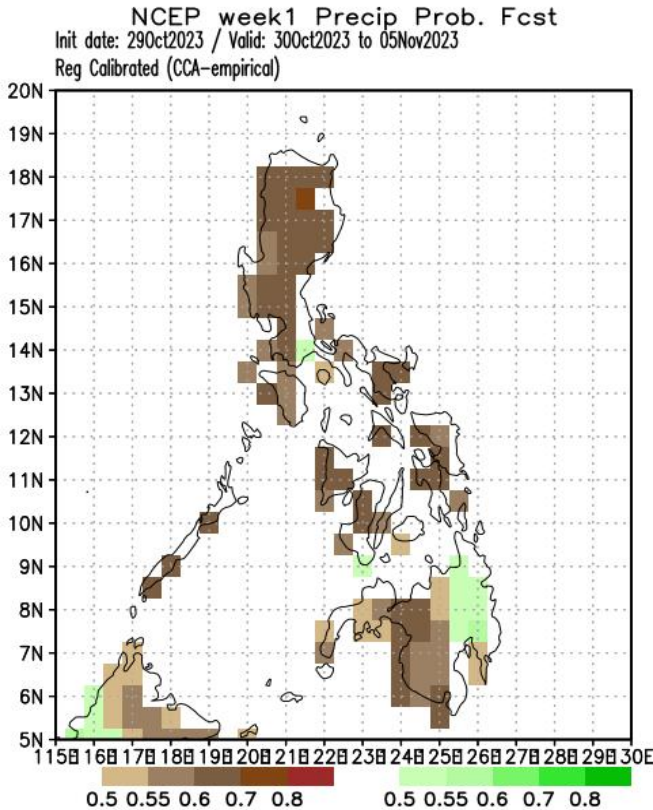 NCEP week1 Precip Prob. Fcst
Init date: 29Oct2023 / Valid: 30Oct2023 to 05Nov2023
Reg Calibrated (CCA-empirical)
20N
19N
18N
17N
16N
15N
14N
13N
12N
11N
10N
9N
8N
7N
6N
5N
115E 116E 117E 118E 119E 120E 121E 122E 123E 124E 125E 126E 127E 128E 129E 130E
0.5 0.55 0.6 0.7 0.8 0.5 0.55 0.6 0.7 0.8